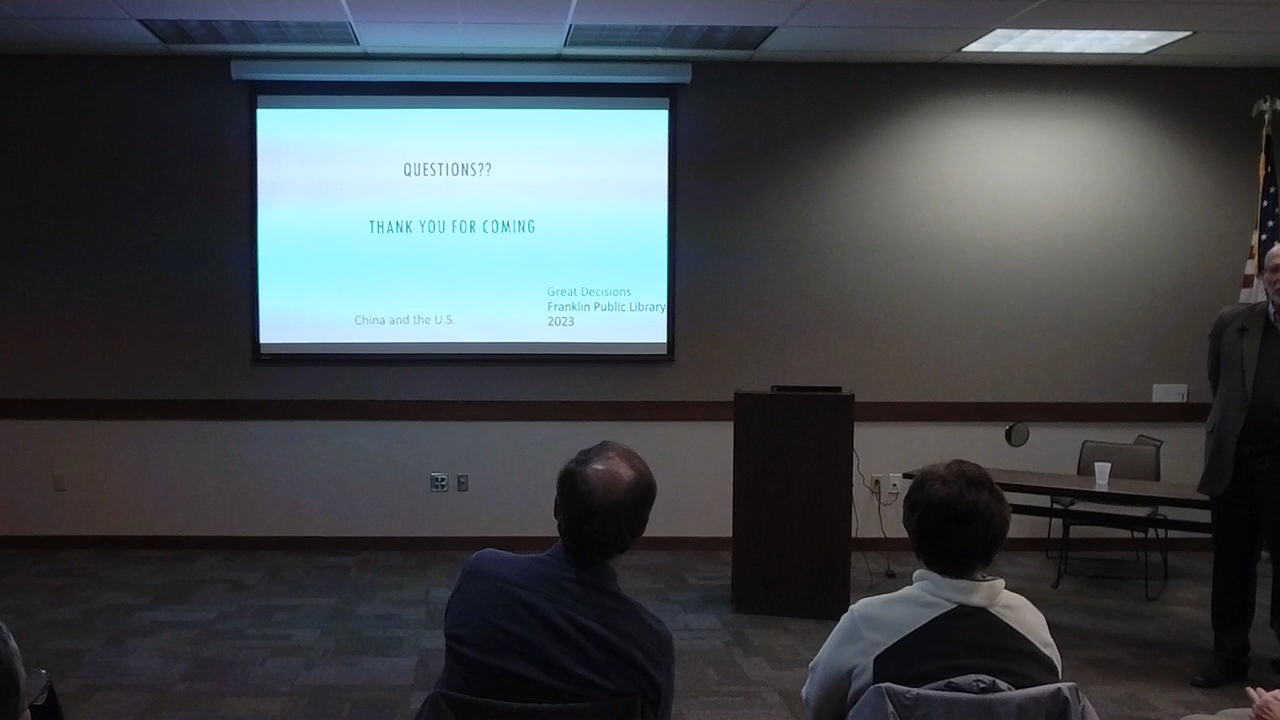 QUESTIONS??
THANK YOU FOR COMING
Great Decisions
Franklin Public Library
2023
China and the U.S.